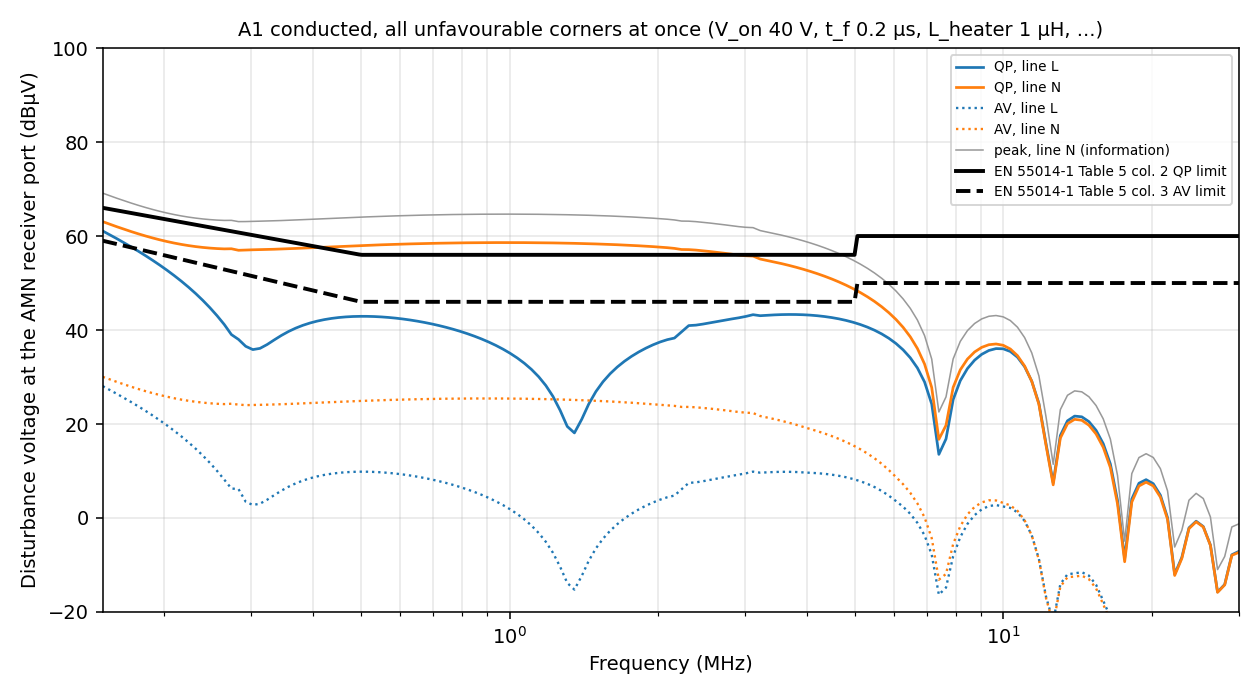 A1 conducted, all unfavourable corners at once (V_on 40 V, t_f 0.2 µs, L_heater 1 µH, ...)
Disturbance voltage at the AMN receiver port (dBµV)
100
80
60
40
20
0
−20
QP, line L
QP, line N
AV, line L
AV, line N
peak, line N (information)
EN 55014-1 Table 5 col. 2 QP limit
EN 55014-1 Table 5 col. 3 AV limit
10⁰
10¹
Frequency (MHz)